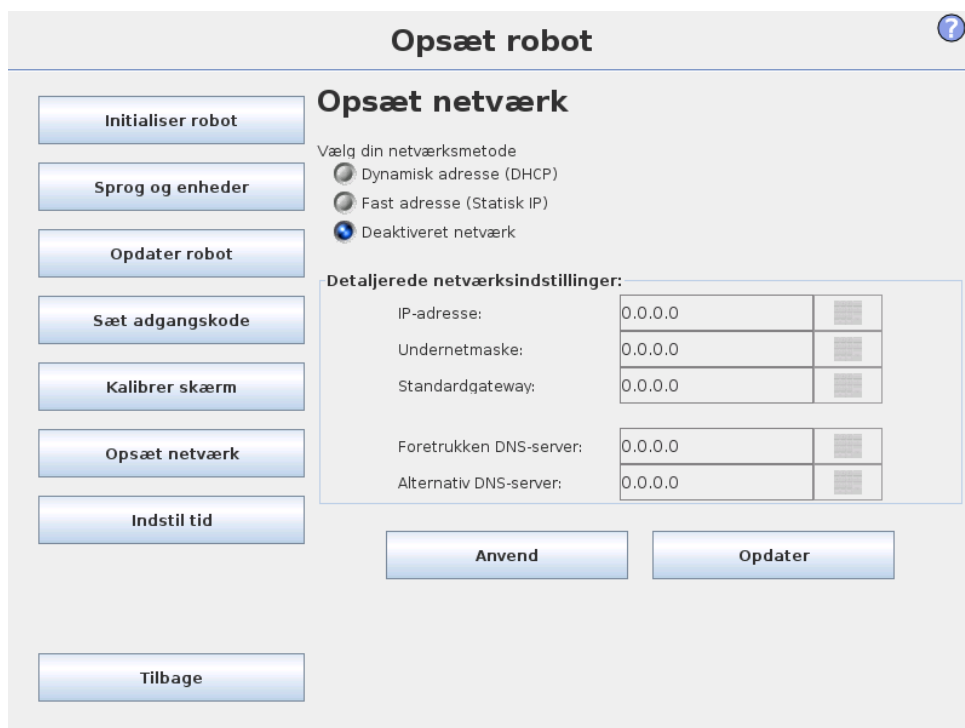 Opsæt robot
?
Initialiser robot
Sprog og enheder
Opdater robot
Sæt adgangskode
Kalibrer skærm
Opsæt netværk
Indstil tid
Tilbage
Opsæt netværk
Vælg din netværksmetode
Dynamisk adresse (DHCP)
Fast adresse (Statisk IP)
Deaktiveret netværk
Detaljerede netværksindstillinger:
IP-adresse: 0.0.0.0
Undernetmaske: 0.0.0.0
Standardgateway: 0.0.0.0
Foretrukken DNS-server: 0.0.0.0
Alternativ DNS-server: 0.0.0.0
Anvend Opdater